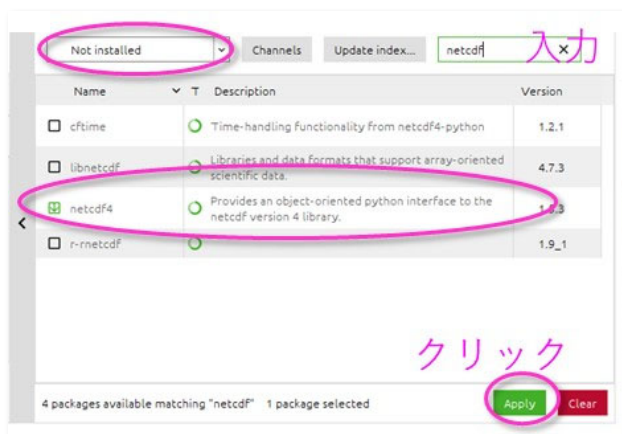 Not installed Channels Update index... netcdf × 入力
Name T Description Version
cftime Time-handling functionality from netcdf4-python 1.2.1
libnetcdf Libraries and data formats that support array-oriented scientific data. 4.7.3
netcdf4 Provides an object-oriented python interface to the netcdf version 4 library.
r-rnetcdf 1.9_1
クリック
4 packages available matching "netcdf" 1 package selected Apply Clear